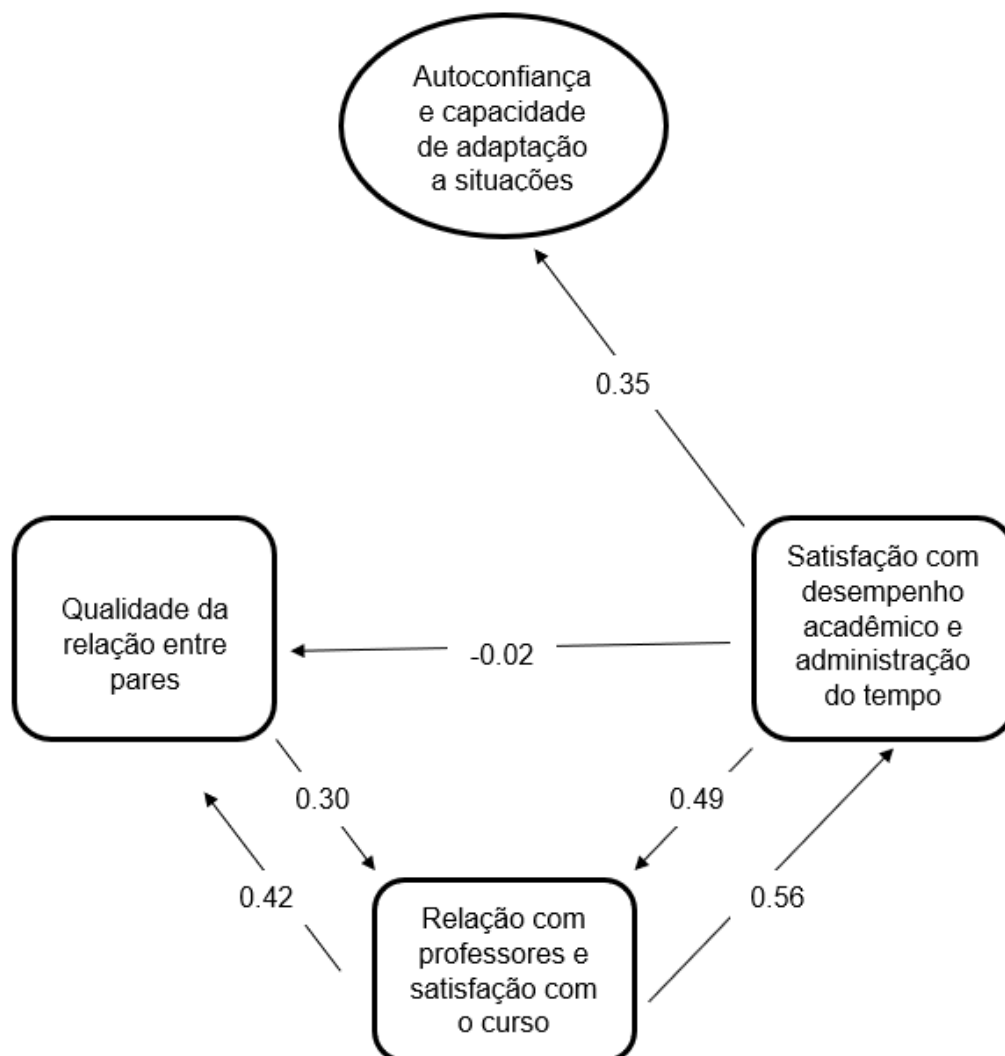 Autoconfiança
e capacidade
de adaptação
a situações
0.35
Qualidade da
relação entre
pares
-0.02
Satisfação com
desempenho
acadêmico e
administração
do tempo
0.30
0.49
0.42
0.56
Relação com
professores e
satisfação com
o curso